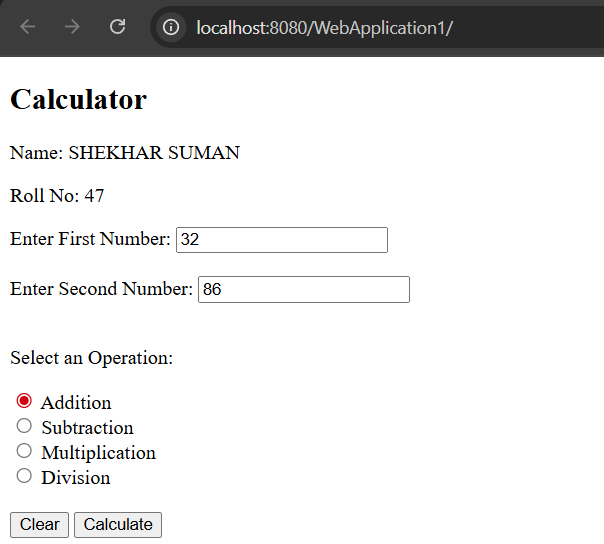 localhost:8080/WebApplication1/
Calculator
Name: SHEKHAR SUMAN
Roll No: 47
Enter First Number: 32
Enter Second Number: 86
Select an Operation:
Addition
Subtraction
Multiplication
Division
Clear Calculate